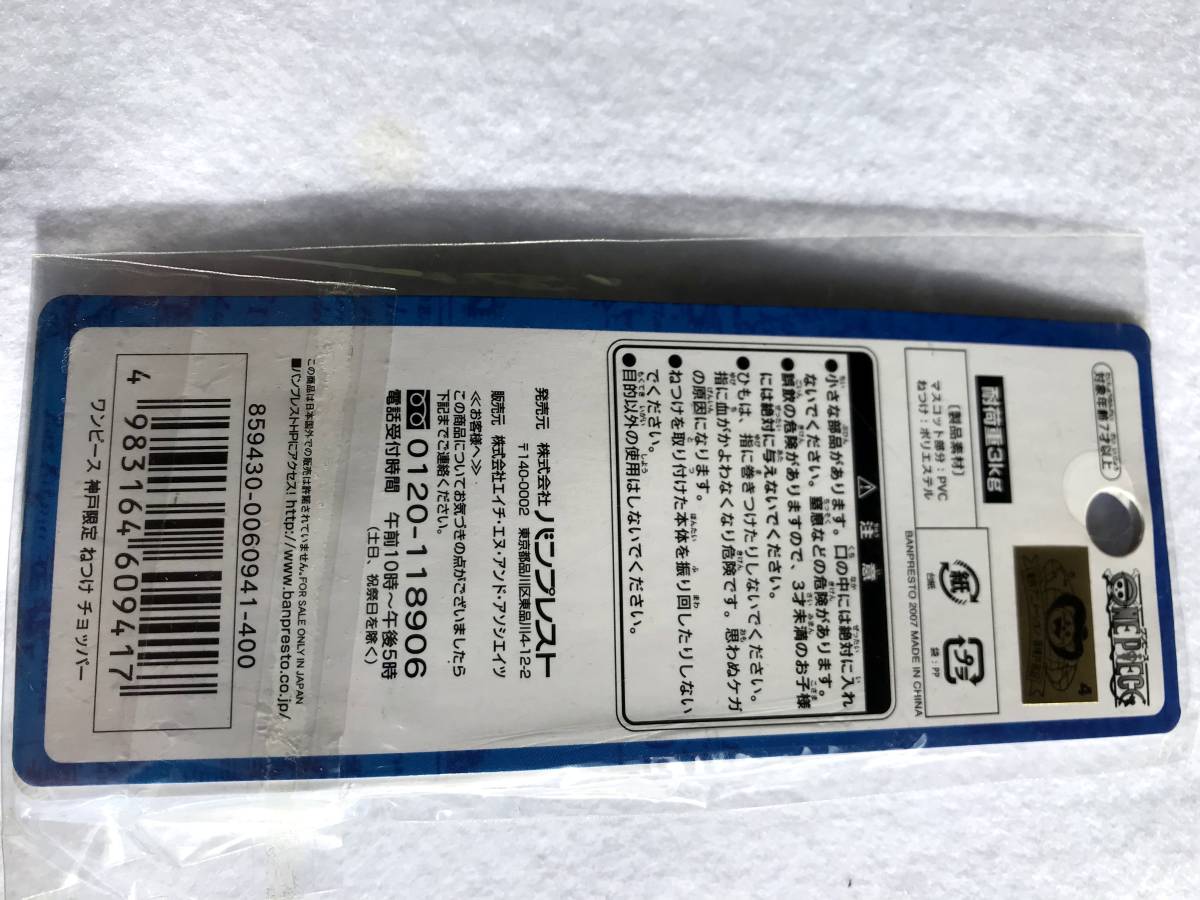 ONE PIECE
対象年齢7才以上
耐荷重3kg
[製品素材]
マスコット部分：PVC
ねつけ：ポリエステル
紙
台紙
プラ
袋：PP
BANPRESTO 2007 MADE IN CHINA
4
注意
●小さな部品があります。口の中には絶対に入れ
ないでください。窒息などの危険があります。
●誤飲の危険がありますので、3才未満のお子様
には絶対に与えないでください。
●ひもは、指に巻きつけたりしないでください。
指に血がかよわなくなり危険です。思わぬケガ
の原因になります。
●ねつけを取り付けた本体を振り回したりしない
でください。
●目的以外の使用はしないでください。
発売元 株式会社バンプレスト
〒140-0002 東京都品川区東品川4-12-2
販売元 株式会社エイチ・エヌ・アンド・アソシエイツ
≪お客様へ≫
この商品についてお気づきの点がございましたら
下記までご連絡ください。
0120-118906
電話受付時間 午前10時～午後5時
(土日、祝祭日を除く)
この商品は日本国外での販売は許諾されていません。FOR SALE ONLY IN JAPAN
■バンプレストHPにアクセス！http://www.banpresto.co.jp/
859430-0060941-400
4 983164 609417
ワンピース 神戸限定 ねつけ チョッパー